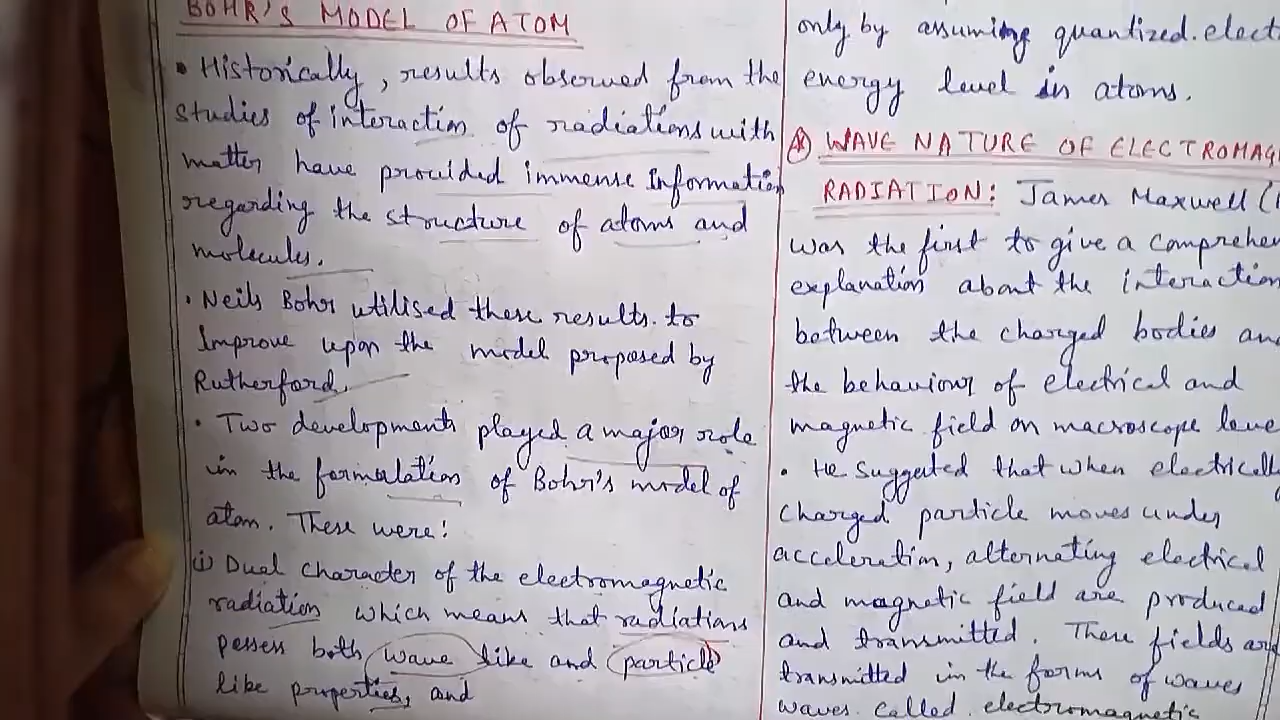 BOHR'S MODEL OF ATOM
• Historically, results observed from the
studies of interaction of radiations with
matter have provided immense Information
regarding the structure of atoms and
molecules.
• Neils Bohr utilised these results. to
Improve upon the model proposed by
Rutherford.
• Two developments played a major role
in the formulation of Bohr's model of
atom. These were:
i) Dual character of the electromagnetic
radiation which means that radiations
possess both wave like and particle
like properties, and
only by assuming quantized. elect
energy level in atoms.
WAVE NATURE OF ELECTROMAG
RADIATION: James Maxwell (
was the first to give a comprehe
explanation about the interaction
between the charged bodies an
the behaviour of electrical and
magnetic field on macroscope leve
• He suggested that when electrically
charged particle moves under
acceleration, alternating electrical
and magnetic field are produced
and transmitted. These fields are
transmitted in the forms of waves
waves. called. electromagnetic